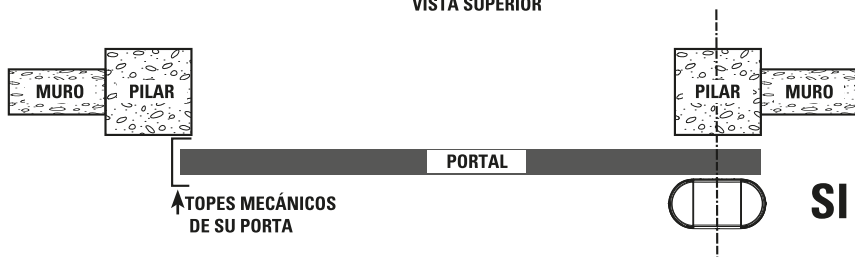 VISTA SUPERIOR
MURO PILAR PILAR MURO
PORTAL
SI
TOPES MECÁNICOS
DE SU PORTA